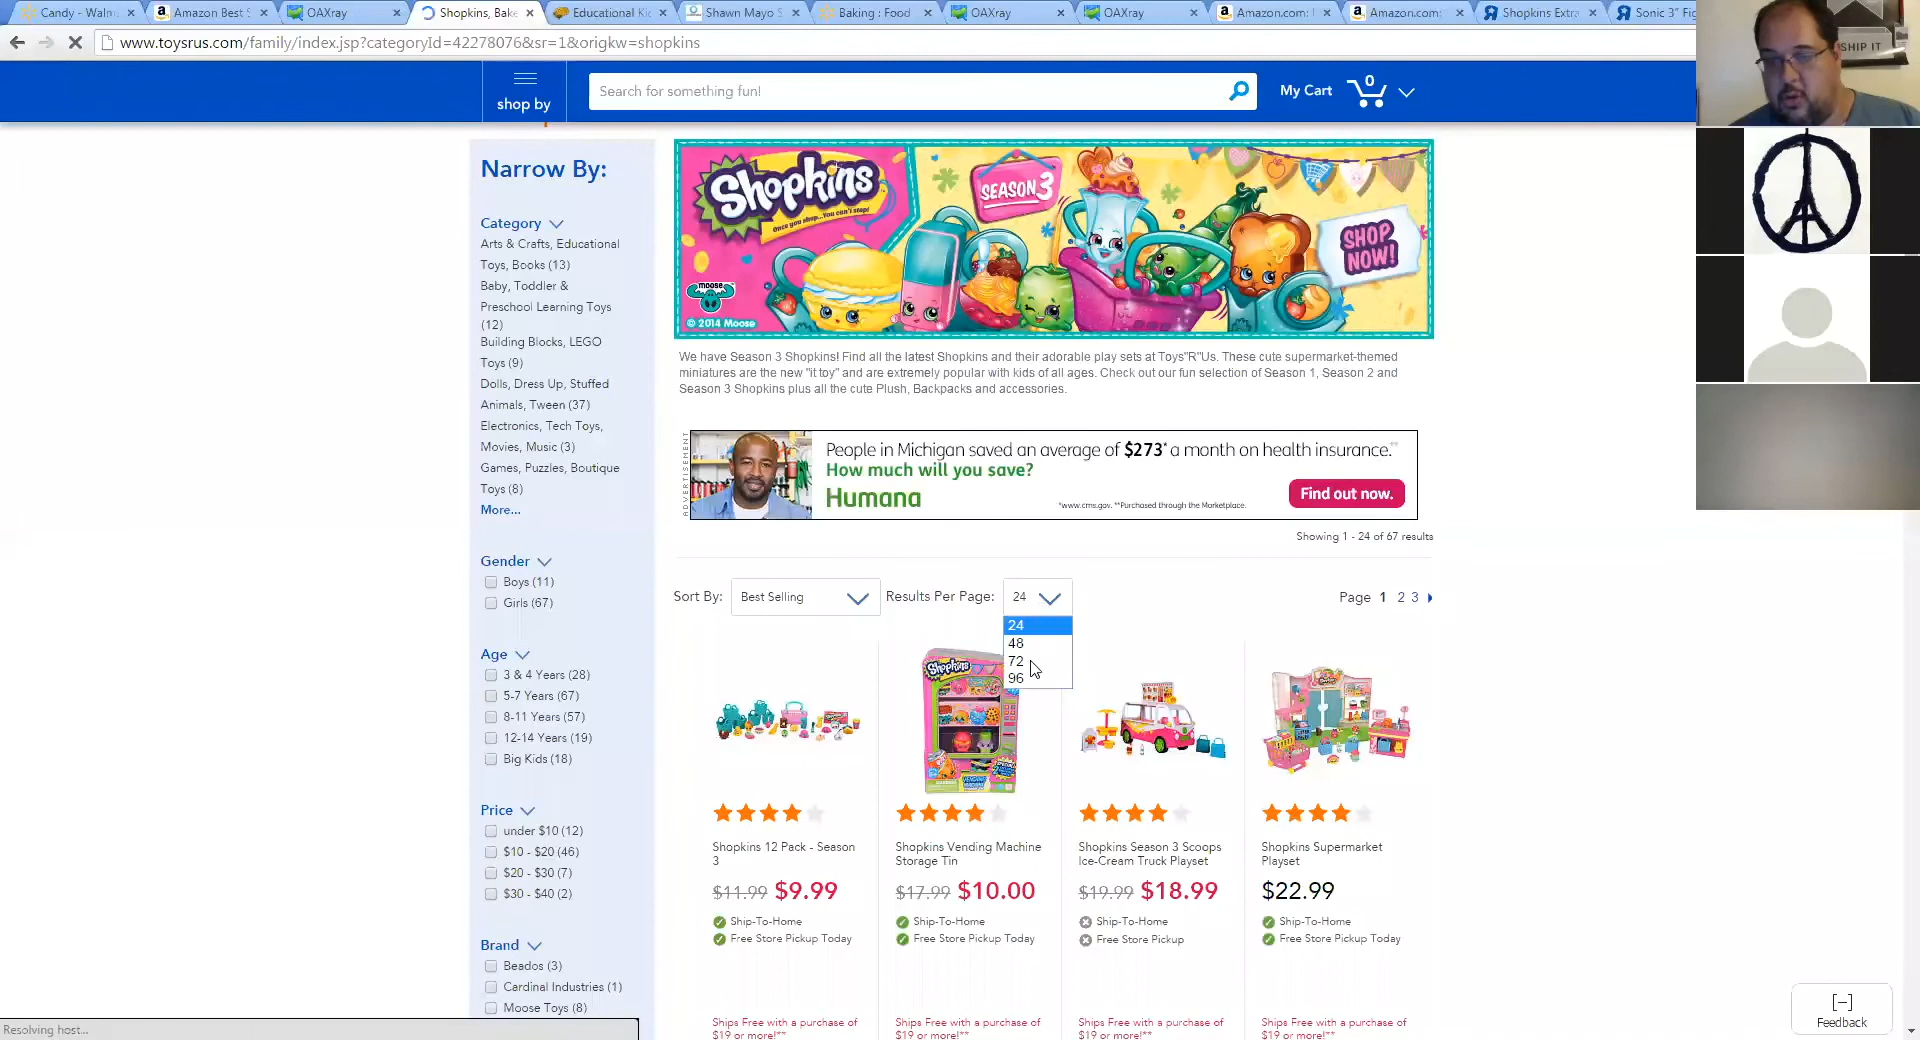 Candy - Walm
Amazon Best S
OAXray
Shopkins, Bake
Educational Ki
Shawn Mayo S
Baking : Food
OAXray
OAXray
Amazon.com:
Amazon.com:
Shopkins Extra
Sonic 3" Fig
www.toysrus.com/family/index.jsp?categoryId=42278076&sr=1&origkw=shopkins
SHIP IT
shop by
Search for something fun!
My Cart
0
Narrow By:
Category
Arts & Crafts, Educational
Toys, Books (13)
Baby, Toddler &
Preschool Learning Toys
(12)
Building Blocks, LEGO
Toys (9)
Dolls, Dress Up, Stuffed
Animals, Tween (37)
Electronics, Tech Toys,
Movies, Music (3)
Games, Puzzles, Boutique
Toys (8)
More...
Gender
Boys (11)
Girls (67)
Age
3 & 4 Years (28)
5-7 Years (67)
8-11 Years (57)
12-14 Years (19)
Big Kids (18)
Price
under $10 (12)
$10 - $20 (46)
$20 - $30 (7)
$30 - $40 (2)
Brand
Beados (3)
Cardinal Industries (1)
Moose Toys (8)
Shopkins
Once you shop...You can't stop!
SEASON 3
SHOP NOW!
moose
© 2014 Moose
We have Season 3 Shopkins! Find all the latest Shopkins and their adorable play sets at Toys"R"Us. These cute supermarket-themed
miniatures are the new "it toy" and are extremely popular with kids of all ages. Check out our fun selection of Season 1, Season 2 and
Season 3 Shopkins plus all the cute Plush, Backpacks and accessories.
ADVERTISEMENT
People in Michigan saved an average of $273* a month on health insurance.**
How much will you save?
Humana
*www.cms.gov. **Purchased through the Marketplace.
Find out now.
Showing 1 - 24 of 67 results
Sort By:
Best Selling
Results Per Page:
24
Page 1 2 3
24
48
72
96
Shopkins
VENDING MACHINE
Shopkins 12 Pack - Season
3
$11.99 $9.99
Ship-To-Home
Free Store Pickup Today
Ships Free with a purchase of
$19 or more!**
Shopkins Vending Machine
Storage Tin
$17.99 $10.00
Ship-To-Home
Free Store Pickup Today
Ships Free with a purchase of
$19 or more!**
Shopkins Season 3 Scoops
Ice-Cream Truck Playset
$19.99 $18.99
Ship-To-Home
Free Store Pickup
Ships Free with a purchase of
$19 or more!**
Shopkins Supermarket
Playset
$22.99
Ship-To-Home
Free Store Pickup Today
Ships Free with a purchase of
$19 or more!**
[–]
Feedback
Resolving host...